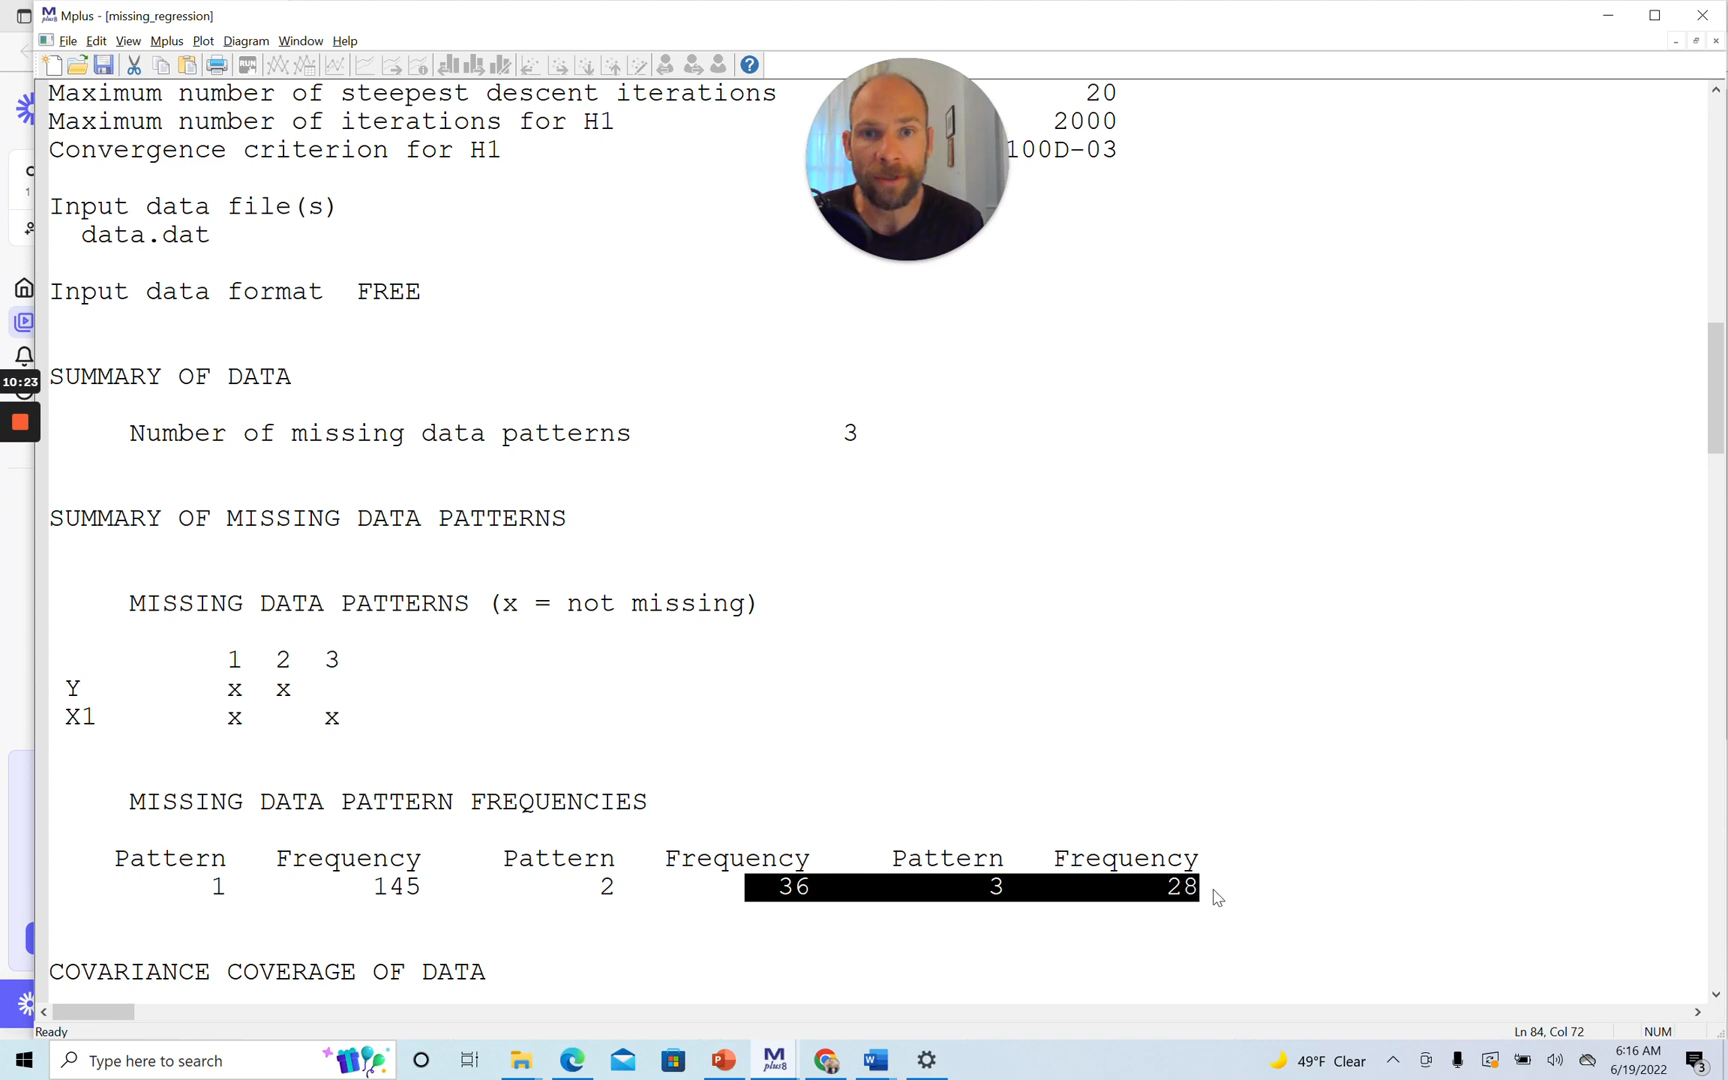 Mplus - [missing_regression]
File Edit View Mplus Plot Diagram Window Help
RUN
Maximum number of steepest descent iterations 20
Maximum number of iterations for H1 2000
Convergence criterion for H1 100D-03
Input data file(s)
data.dat
Input data format FREE
SUMMARY OF DATA
Number of missing data patterns 3
SUMMARY OF MISSING DATA PATTERNS
MISSING DATA PATTERNS (x = not missing)
1 2 3
Y x x
X1 x x
MISSING DATA PATTERN FREQUENCIES
Pattern Frequency Pattern Frequency Pattern Frequency
1 145 2 36 3 28
COVARIANCE COVERAGE OF DATA
10:23
Ready
Ln 84, Col 72 NUM
Type here to search
49°F Clear
6:16 AM
6/19/2022
3